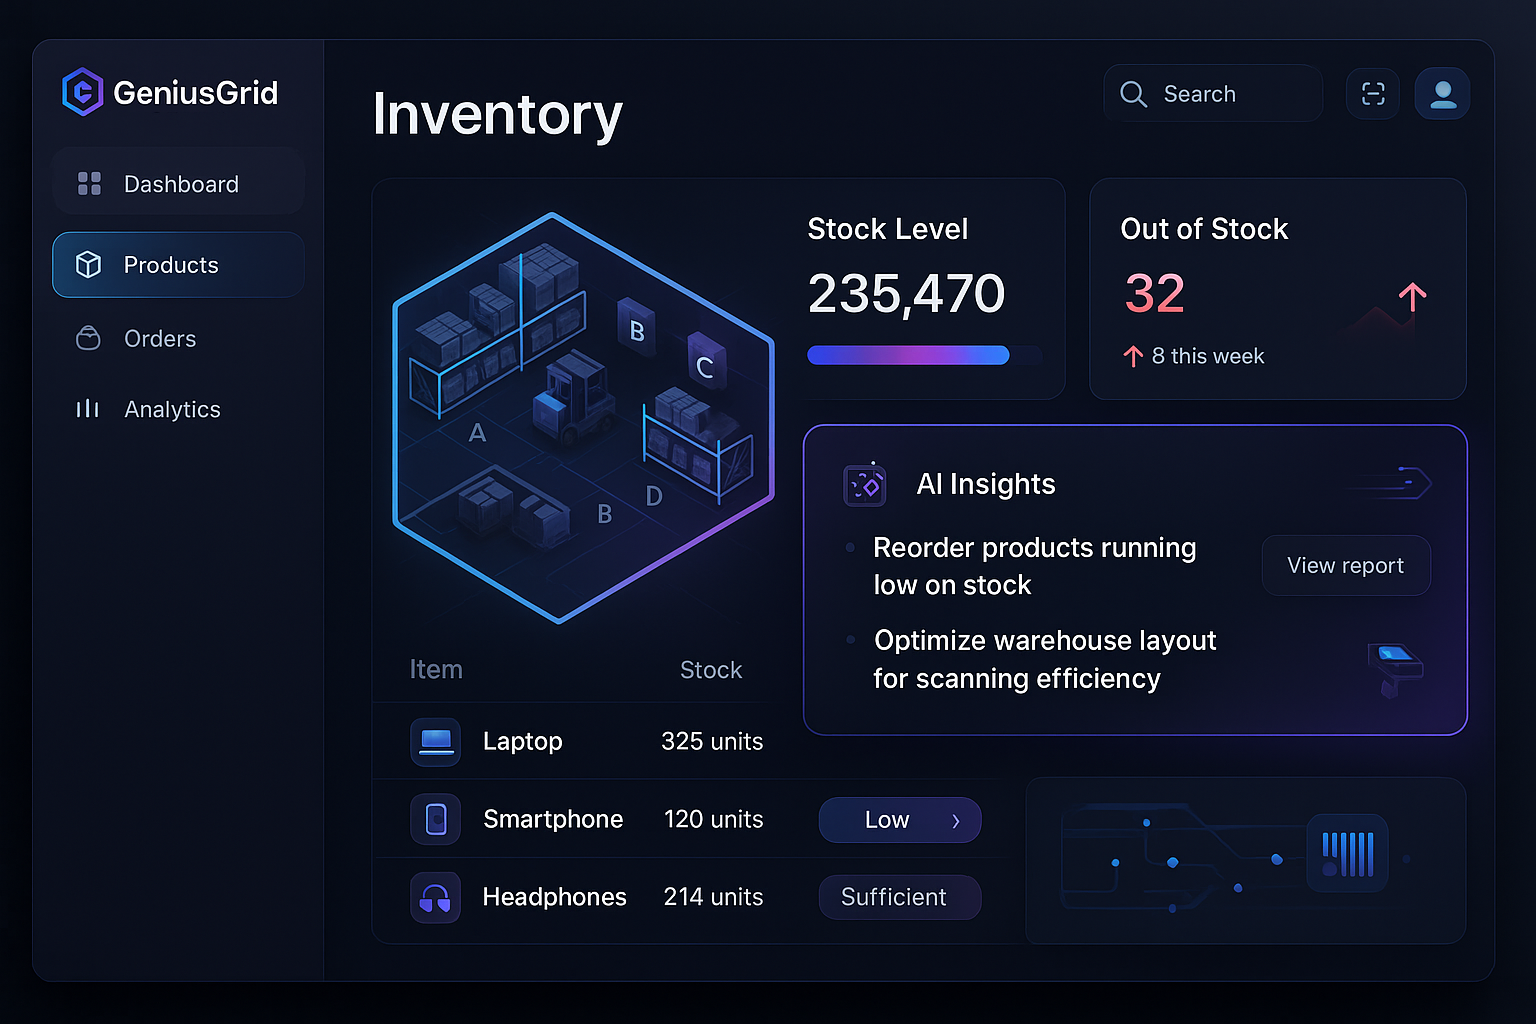 GeniusGrid
Dashboard
Products
Orders
Analytics
Inventory
Search
B
C
A
D
B
Stock Level
235,470
Out of Stock
32
8 this week
AI Insights
Reorder products running
low on stock
View report
Optimize warehouse layout
for scanning efficiency
Item Stock
Laptop 325 units
Smartphone 120 units Low
Headphones 214 units Sufficient